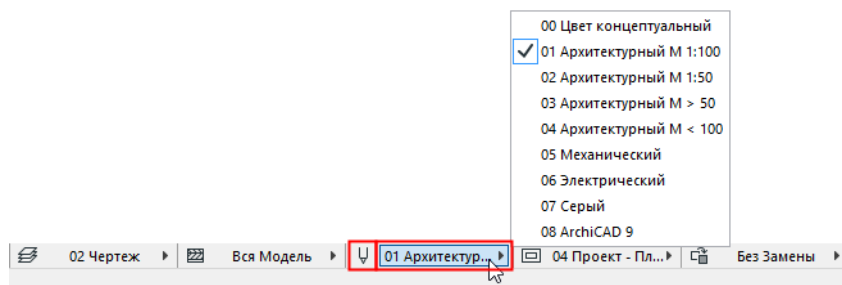 00 Цвет концептуальный
01 Архитектурный М 1:100
02 Архитектурный М 1:50
03 Архитектурный М > 50
04 Архитектурный М < 100
05 Механический
06 Электрический
07 Серый
08 ArchiCAD 9
02 Чертеж Вся Модель 01 Архитектур... 04 Проект - Пл... Без Замены